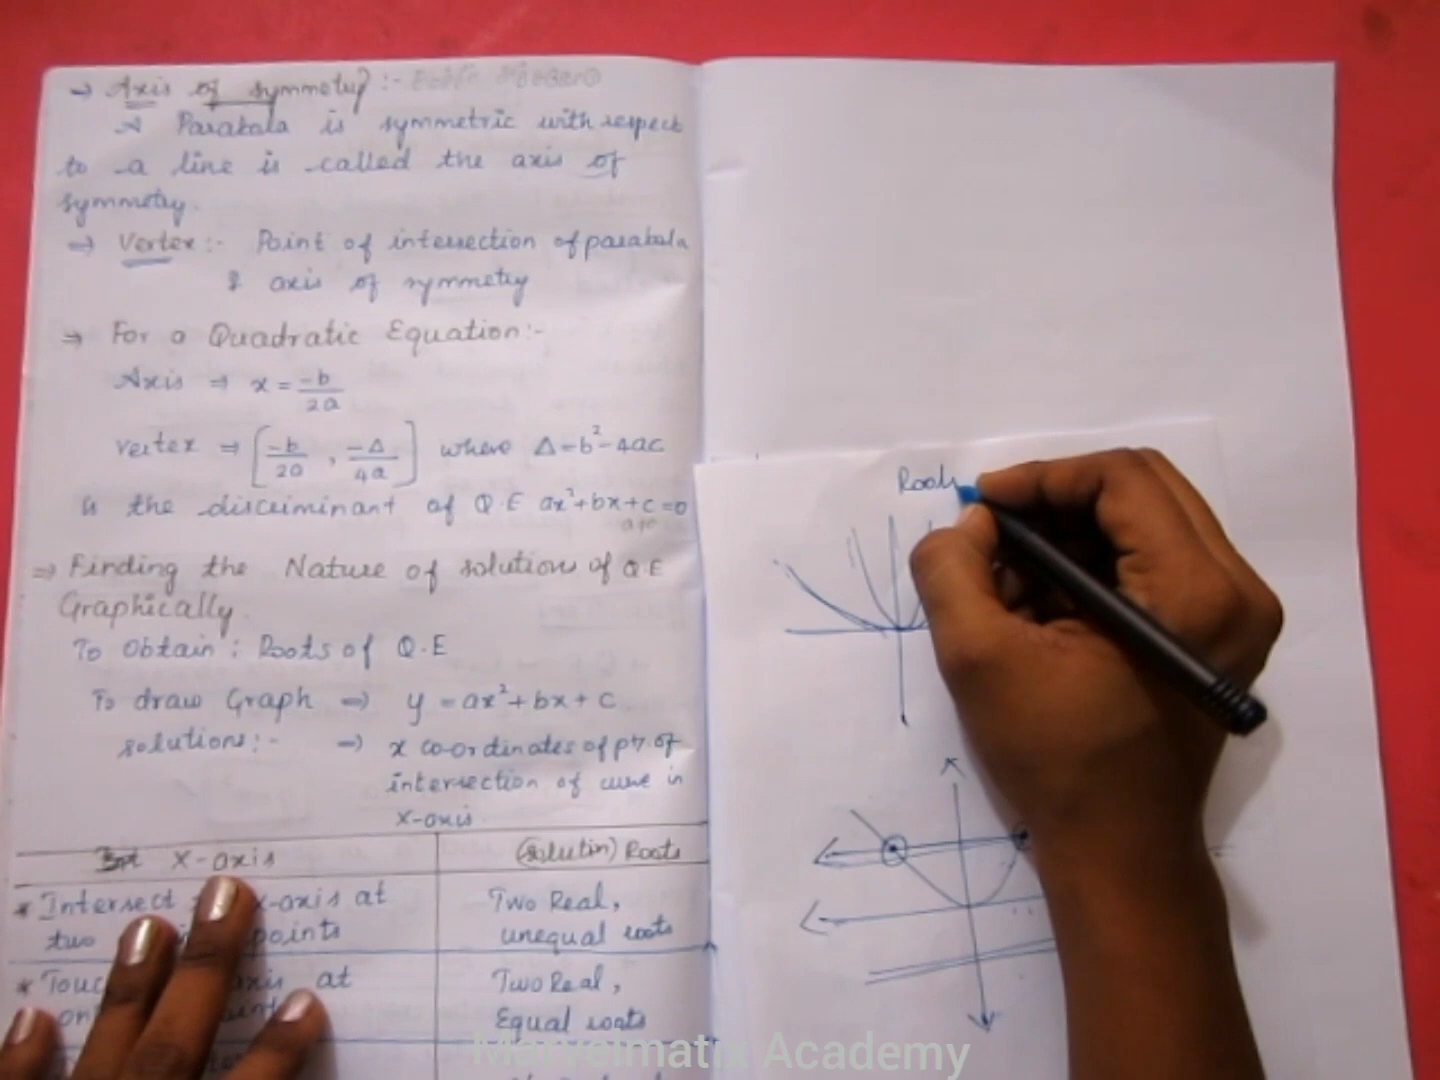 → Axis of symmetry :-
A Parabala is symmetric with respect
to a line is called the axis of
symmetry.
⇒ Vertex :- Point of intersection of parabala
& axis of symmetry
⇒ For a Quadratic Equation:-
Axis ⇒ x = -b/2a
Vertex ⇒ [-b/2a, -Δ/4a] where Δ = b²-4ac
is the discriminant of Q.E ax²+bx+c=0
⇒ Finding the Nature of solution of Q.E
Graphically.
To Obtain : Roots of Q.E
To draw Graph ⇒ y = ax²+bx+c
solutions:- ⇒ x co-ordinates of pt. of
intersection of curve in
X-axis
X-axis (solutin) Roots
* Intersect X-axis at Two Real,
two points unequal roots
* at Two Real,
Equal roots
Roots
Marvelmatix Academy